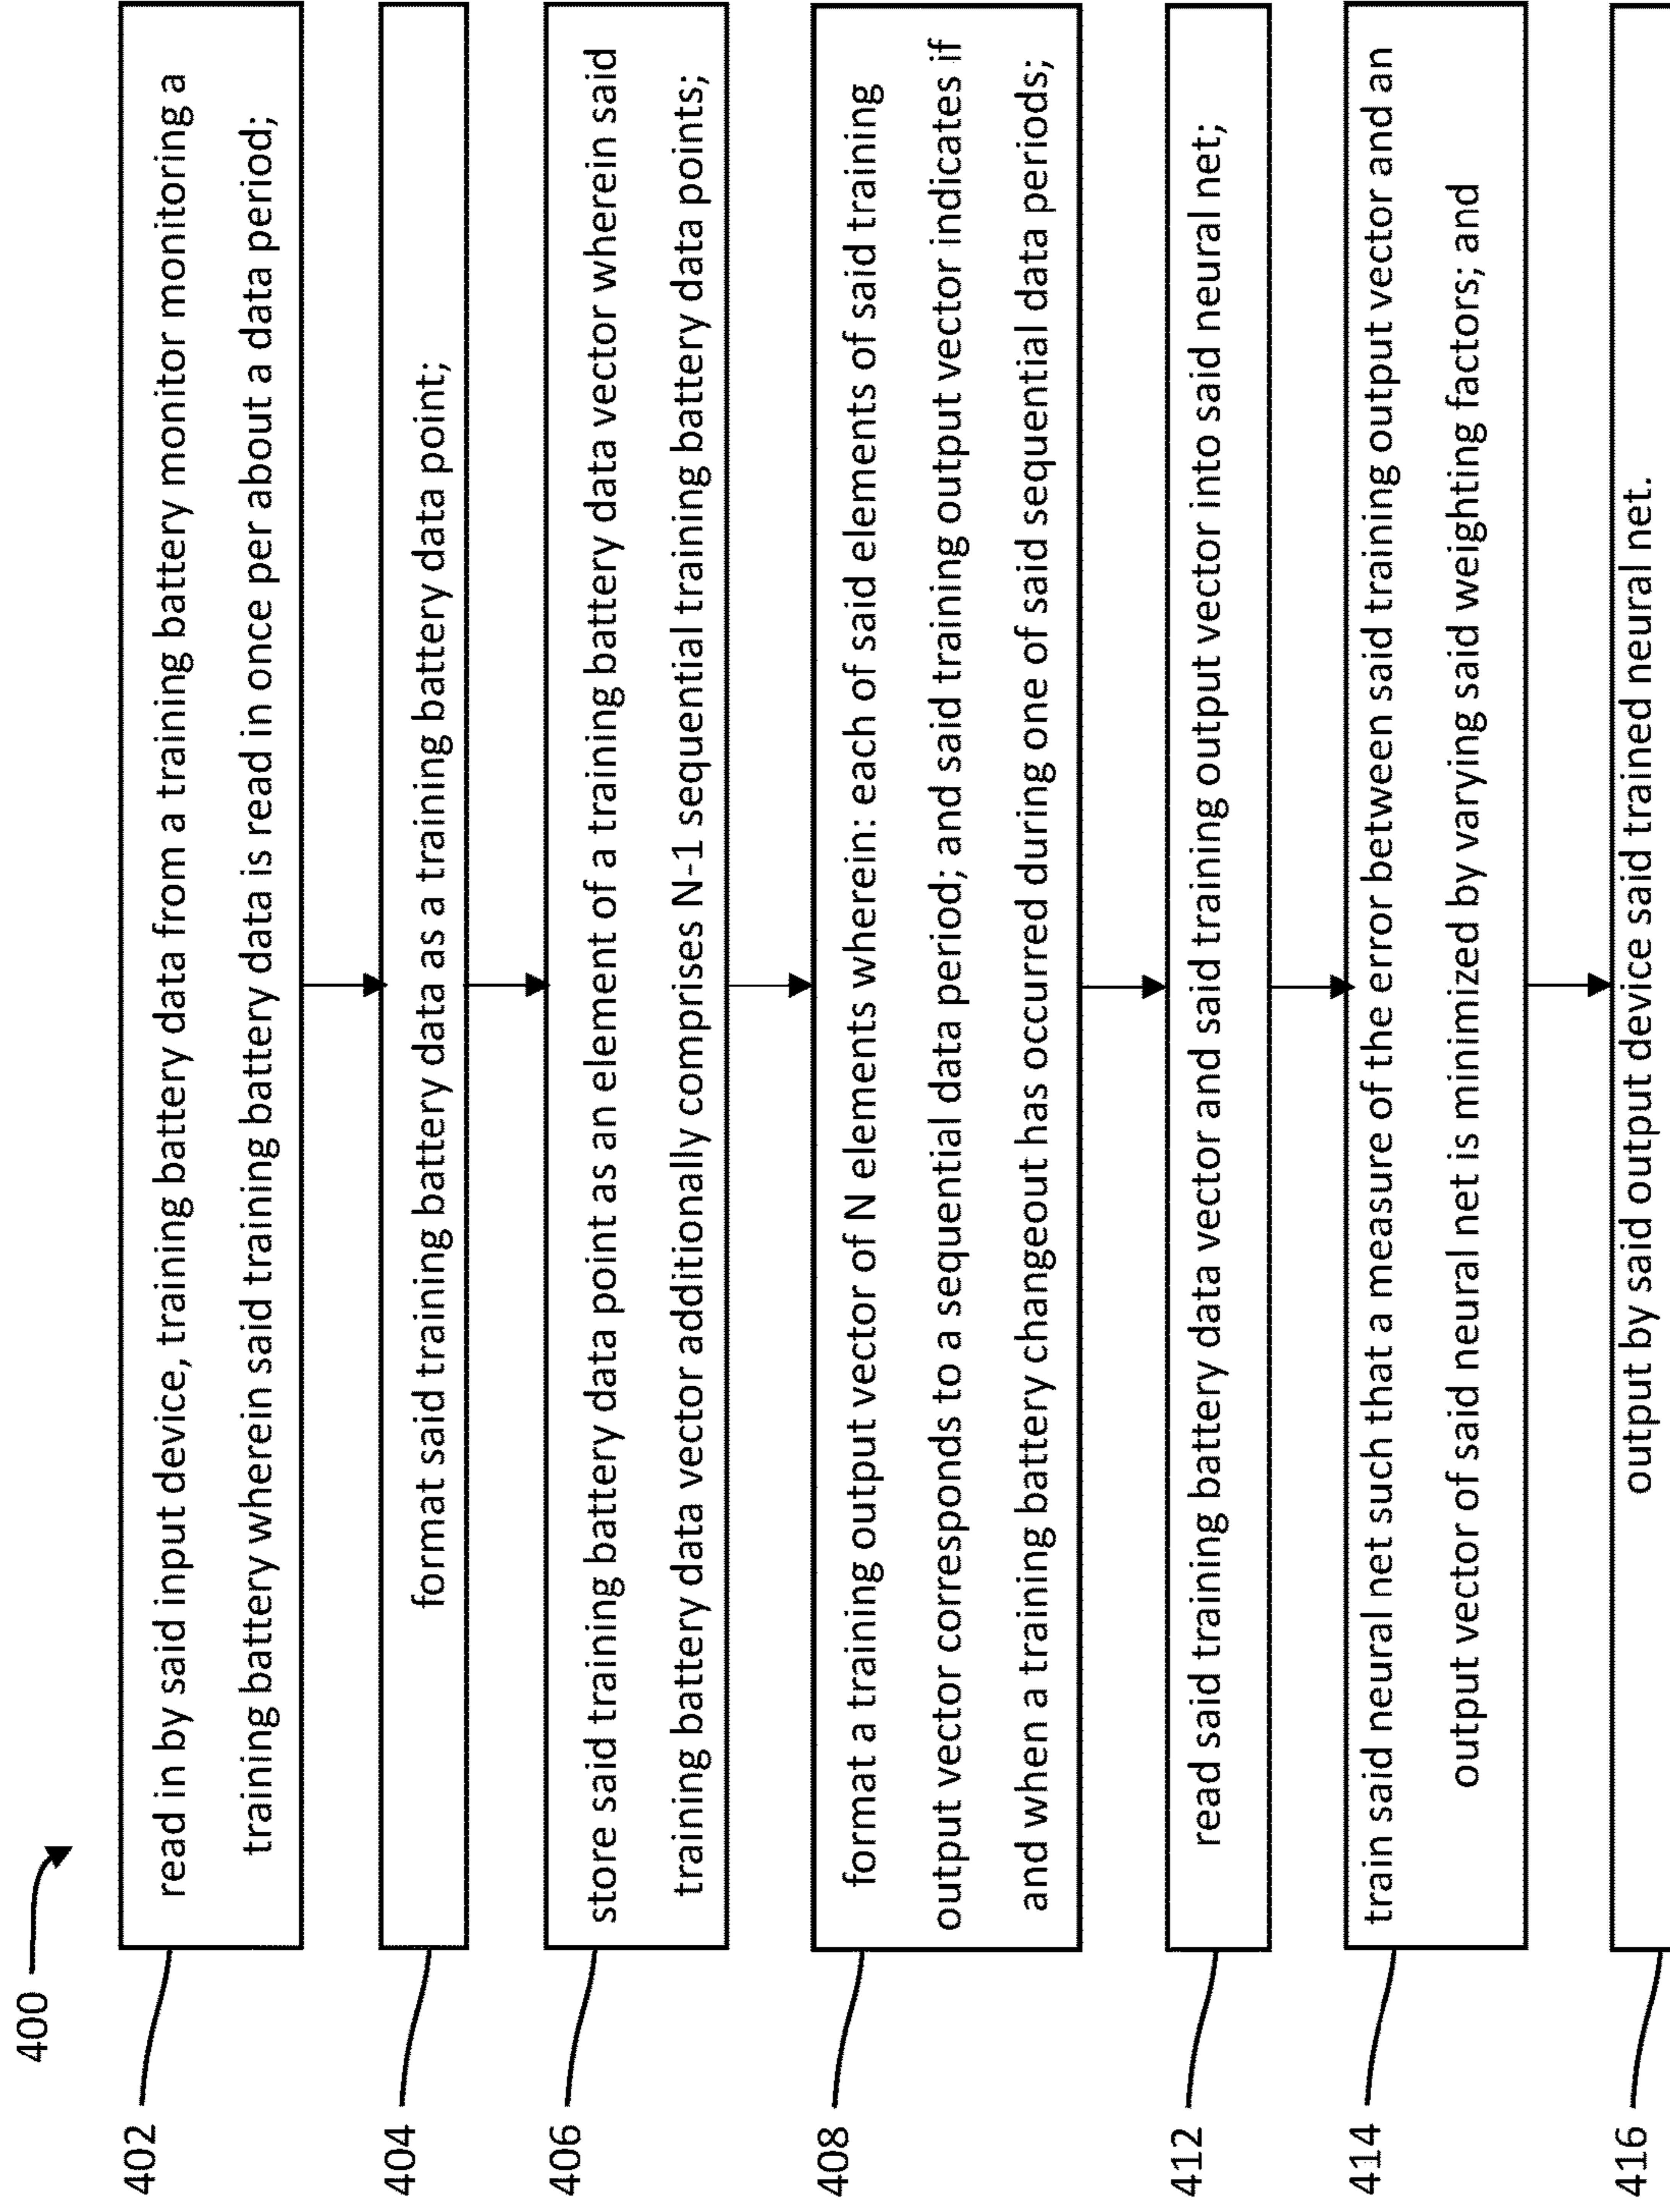 400
402
read in by said input device, training battery data from a training battery monitor monitoring a
training battery wherein said training battery data is read in once per about a data period;
404
format said training battery data as a training battery data point;
406
store said training battery data point as an element of a training battery data vector wherein said
training battery data vector additionally comprises N-1 sequential training battery data points;
408
format a training output vector of N elements wherein: each of said elements of said training
output vector corresponds to a sequential data period; and said training output vector indicates if
and when a training battery changeout has occurred during one of said sequential data periods;
412
read said training battery data vector and said training output vector into said neural net;
414
train said neural net such that a measure of the error between said training output vector and an
output vector of said neural net is minimized by varying said weighting factors; and
416
output by said output device said trained neural net.